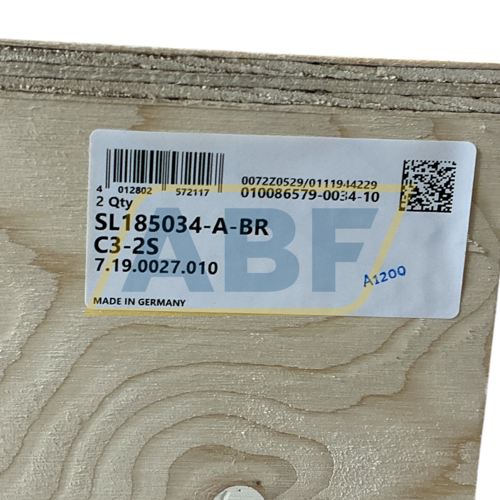 4 012802 572117
0072Z0529/0111944229
010086579-0034-10
2 Qty
SL185034-A-BR
C3-2S
7.19.0027.010
A1200
MADE IN GERMANY
ABF